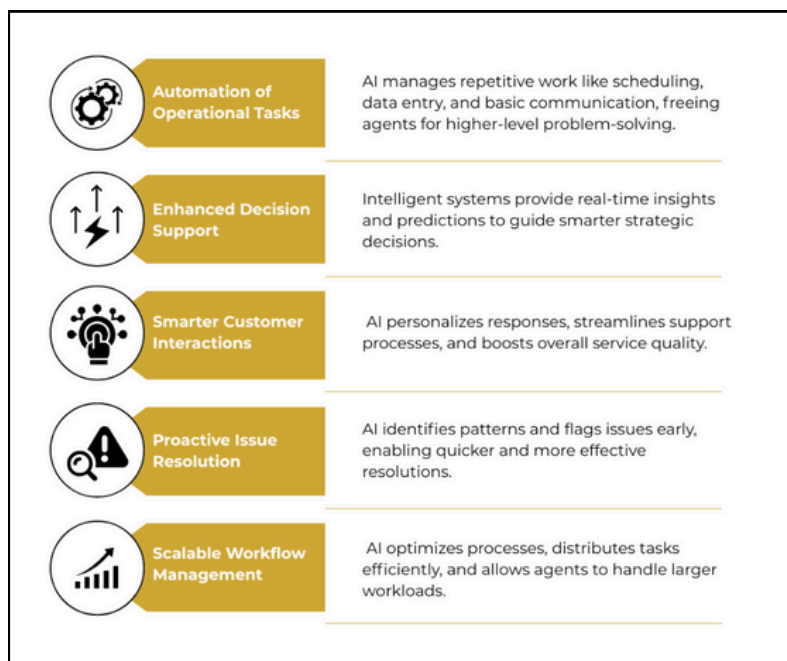 Automation of
Operational Tasks
AI manages repetitive work like scheduling,
data entry, and basic communication, freeing
agents for higher-level problem-solving.
Enhanced Decision
Support
Intelligent systems provide real-time insights
and predictions to guide smarter strategic
decisions.
Smarter Customer
Interactions
AI personalizes responses, streamlines support
processes, and boosts overall service quality.
Proactive Issue
Resolution
AI identifies patterns and flags issues early,
enabling quicker and more effective
resolutions.
Scalable Workflow
Management
AI optimizes processes, distributes tasks
efficiently, and allows agents to handle larger
workloads.